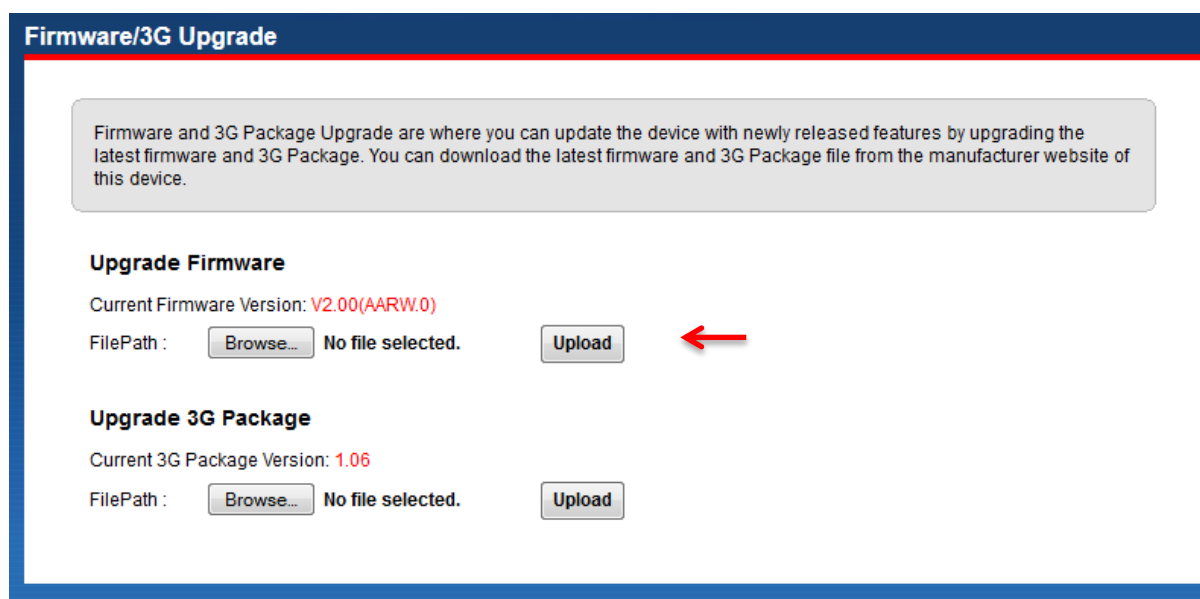 Firmware/3G Upgrade
Firmware and 3G Package Upgrade are where you can update the device with newly released features by upgrading the
latest firmware and 3G Package. You can download the latest firmware and 3G Package file from the manufacturer website of
this device.
Upgrade Firmware
Current Firmware Version: V2.00(AARW.0)
FilePath : Browse... No file selected. Upload
Upgrade 3G Package
Current 3G Package Version: 1.06
FilePath : Browse... No file selected. Upload